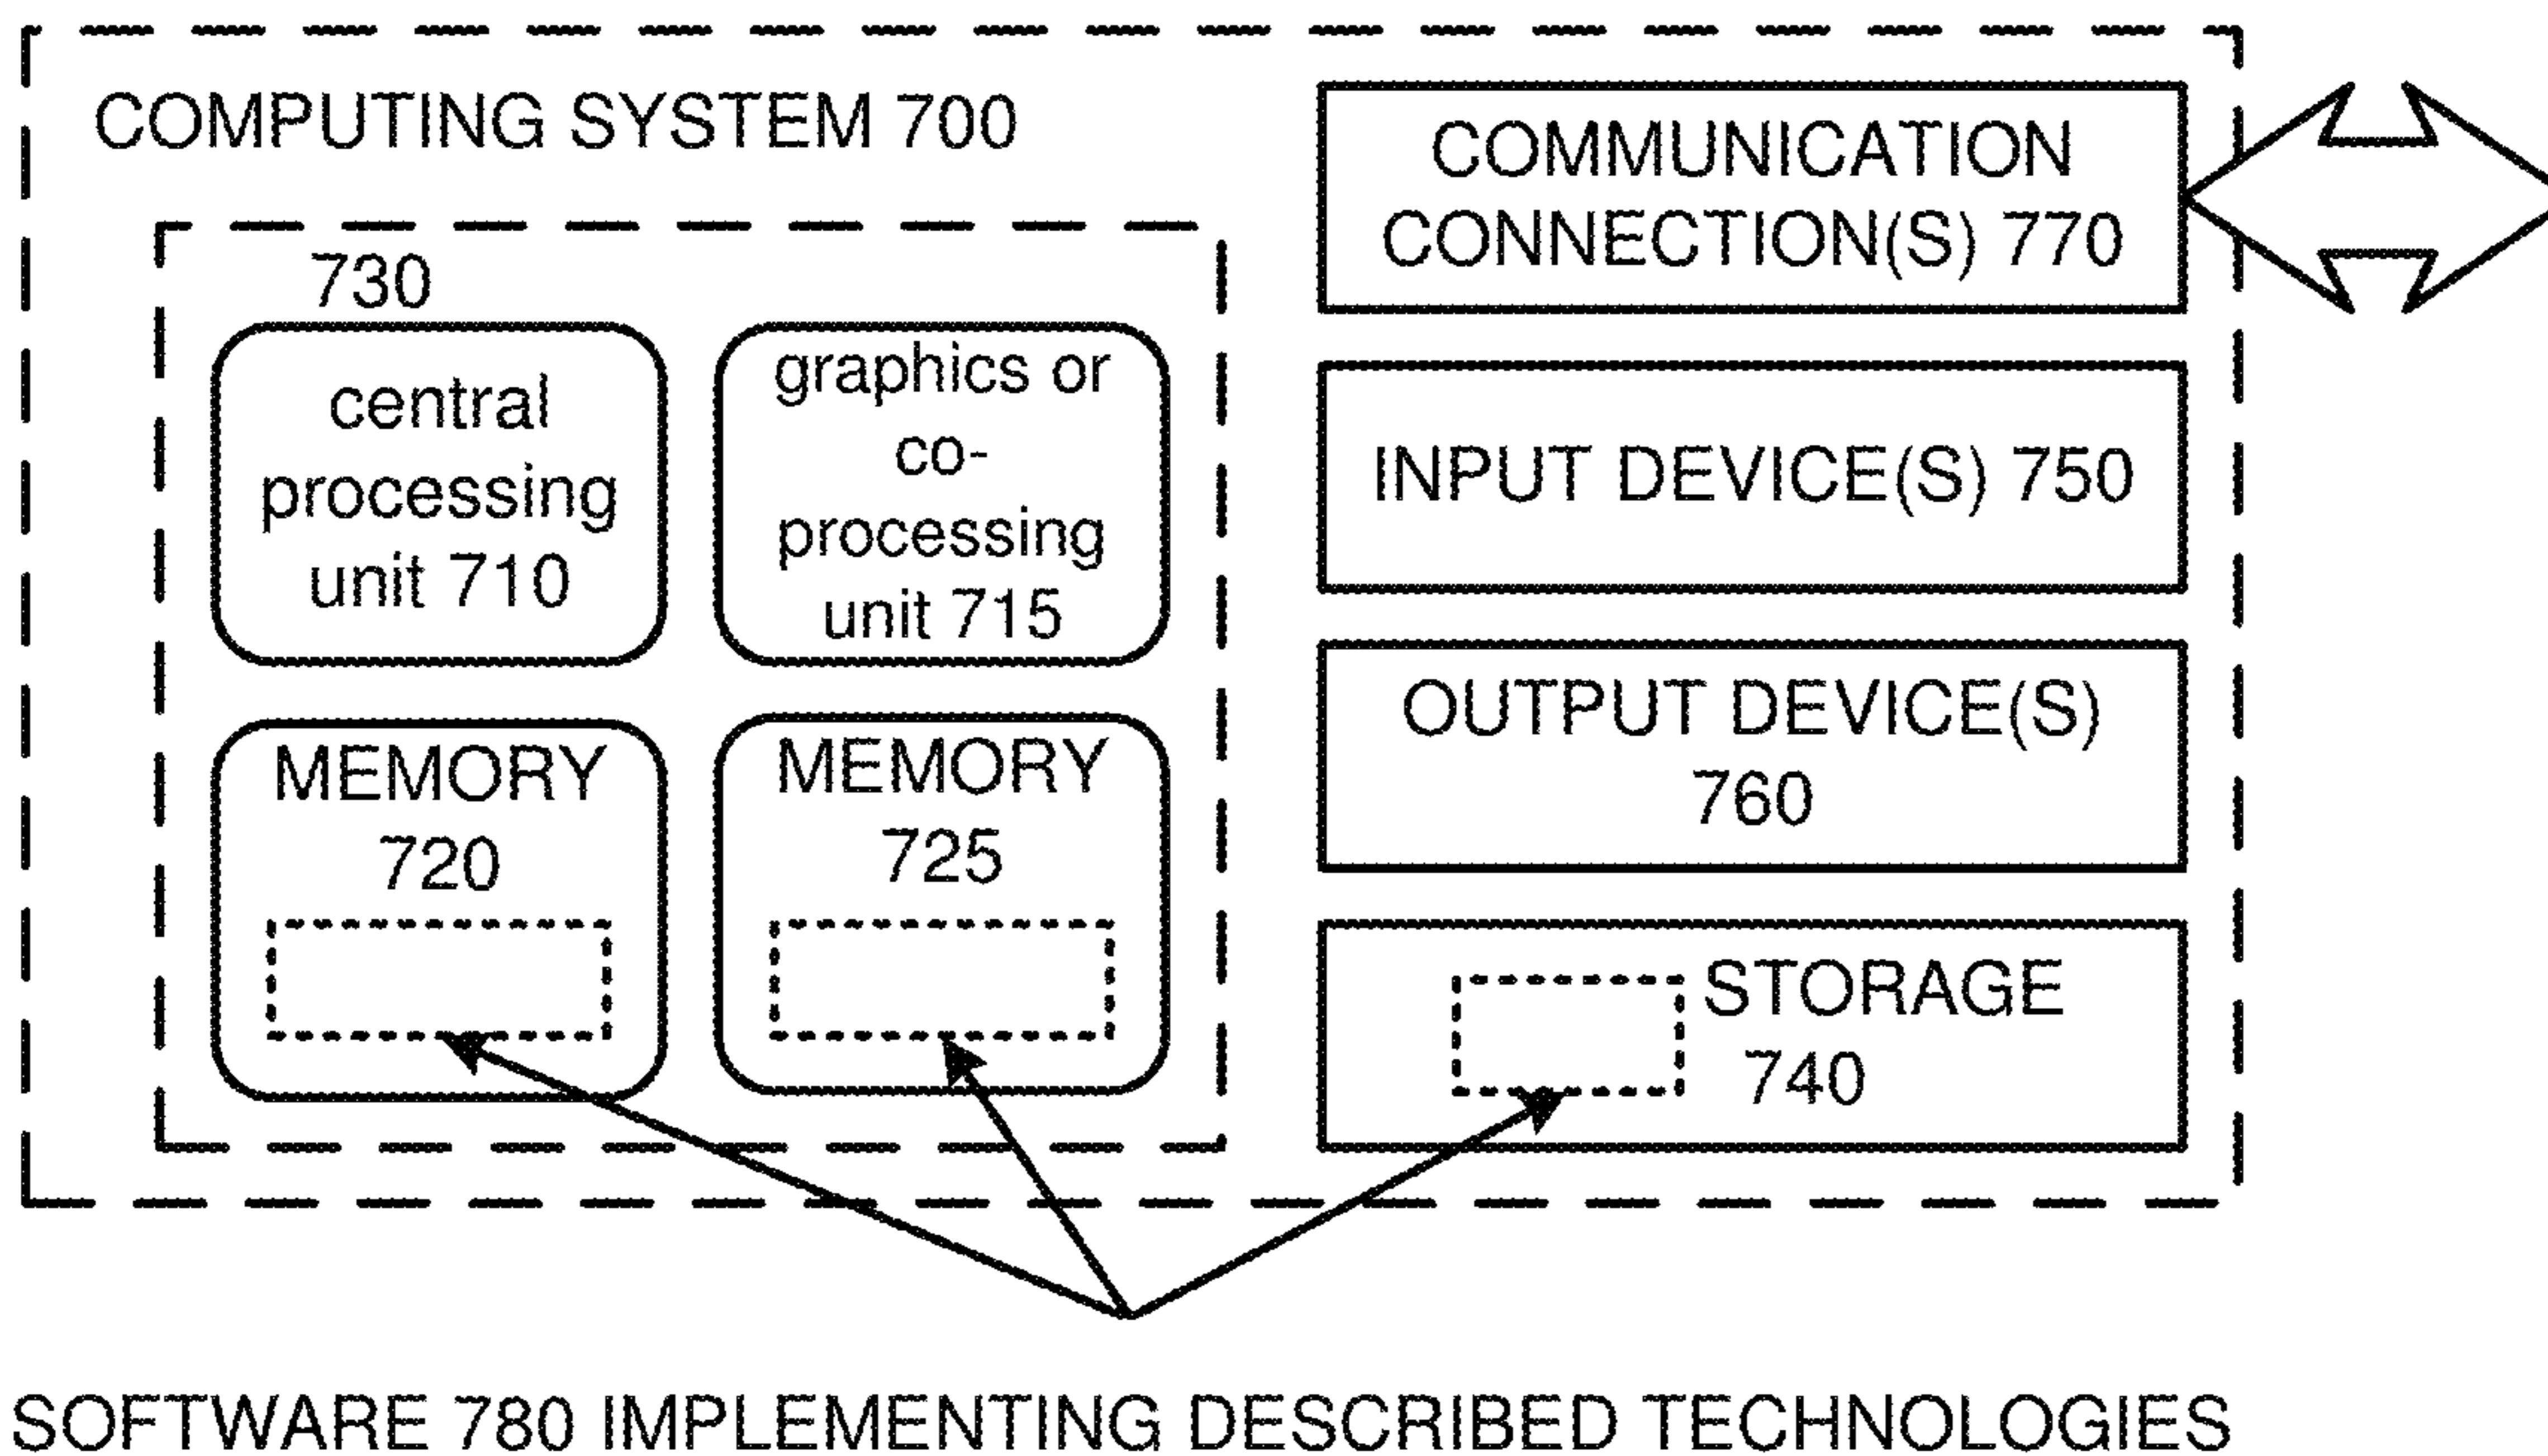 COMPUTING SYSTEM 700
730
central
processing
unit 710
graphics or
co-
processing
unit 715
MEMORY
720
MEMORY
725
COMMUNICATION
CONNECTION(S) 770
INPUT DEVICE(S) 750
OUTPUT DEVICE(S)
760
STORAGE
740
SOFTWARE 780 IMPLEMENTING DESCRIBED TECHNOLOGIES